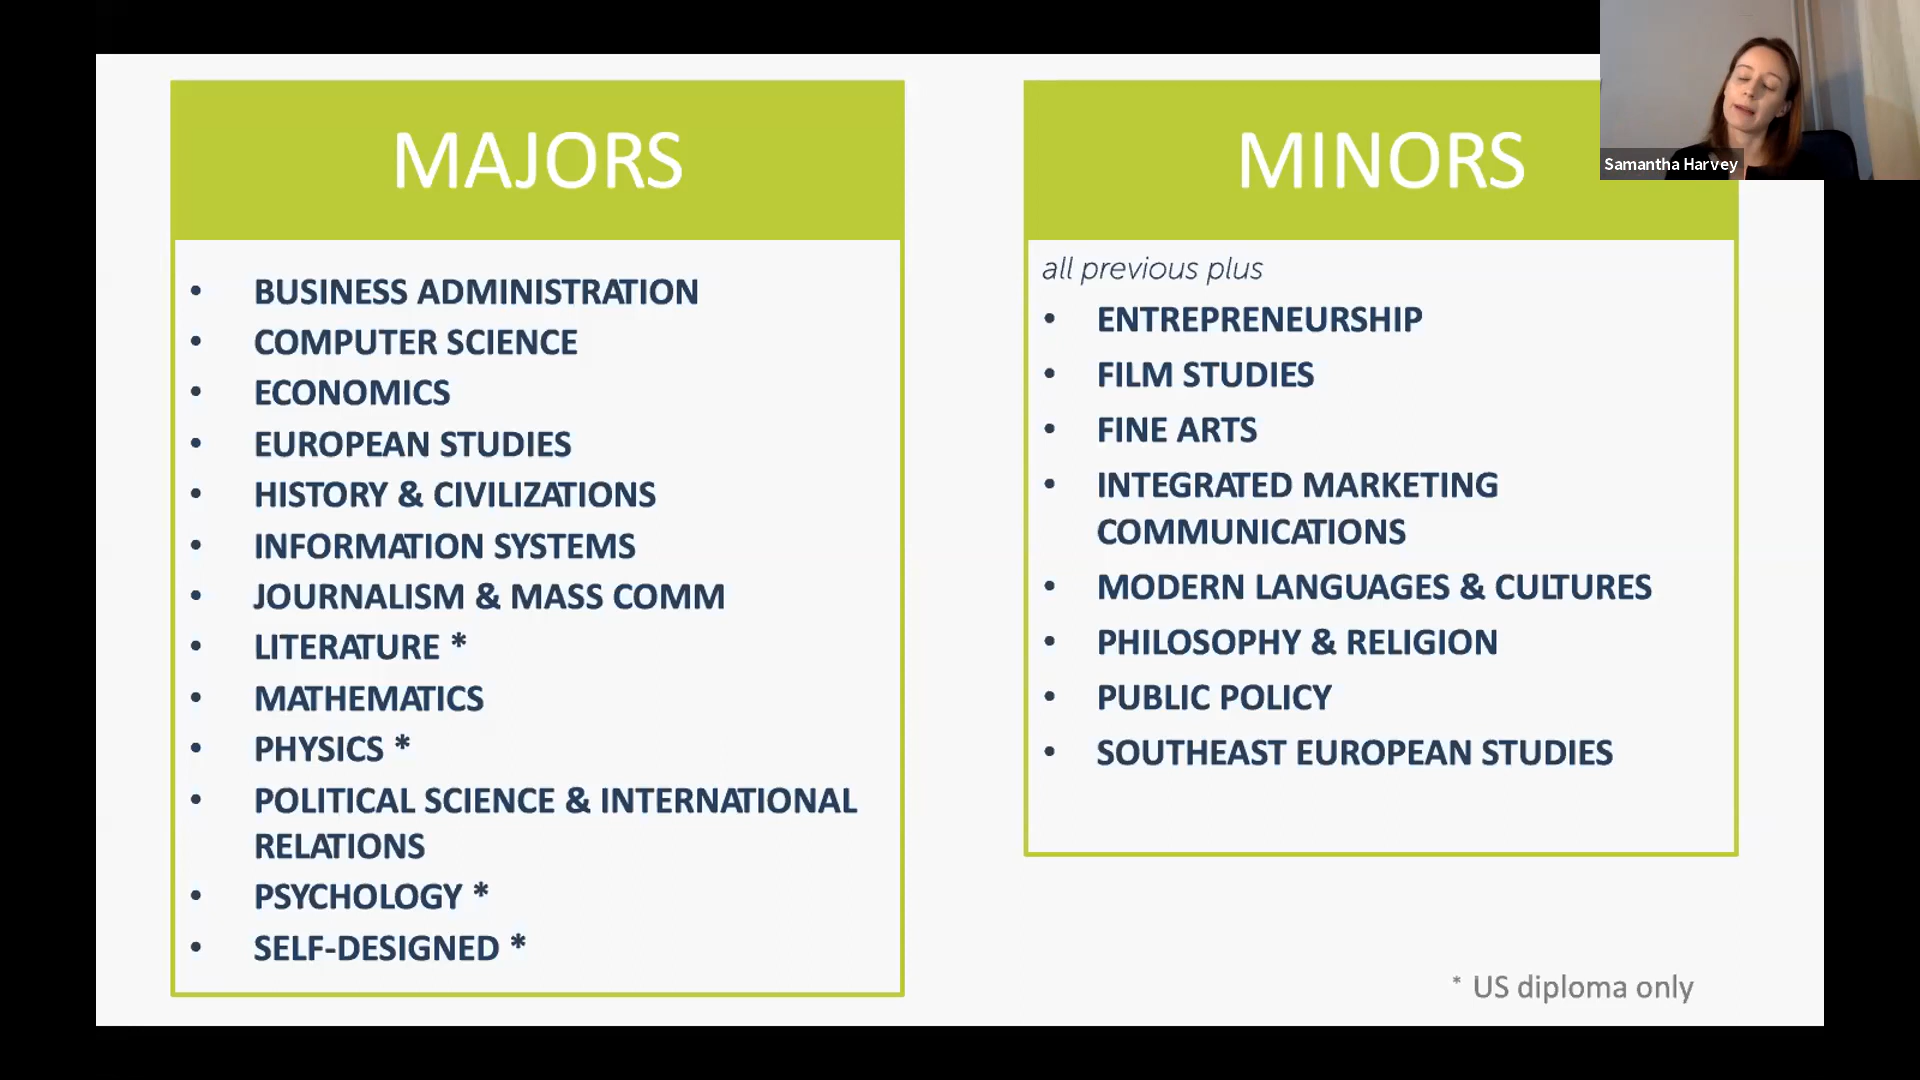 MAJORS
• BUSINESS ADMINISTRATION
• COMPUTER SCIENCE
• ECONOMICS
• EUROPEAN STUDIES
• HISTORY & CIVILIZATIONS
• INFORMATION SYSTEMS
• JOURNALISM & MASS COMM
• LITERATURE *
• MATHEMATICS
• PHYSICS *
• POLITICAL SCIENCE & INTERNATIONAL
RELATIONS
• PSYCHOLOGY *
• SELF-DESIGNED *
MINORS
all previous plus
• ENTREPRENEURSHIP
• FILM STUDIES
• FINE ARTS
• INTEGRATED MARKETING
COMMUNICATIONS
• MODERN LANGUAGES & CULTURES
• PHILOSOPHY & RELIGION
• PUBLIC POLICY
• SOUTHEAST EUROPEAN STUDIES
* US diploma only
Samantha Harvey